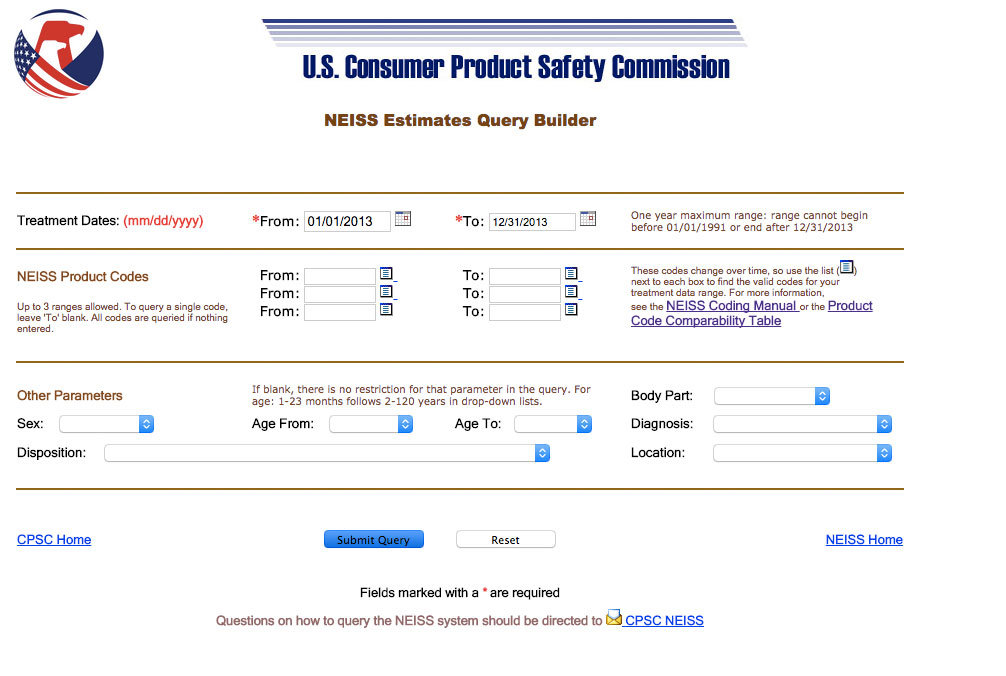 U.S. Consumer Product Safety Commission
NEISS Estimates Query Builder
Treatment Dates: (mm/dd/yyyy)
*From: 01/01/2013
*To: 12/31/2013
One year maximum range: range cannot begin
before 01/01/1991 or end after 12/31/2013
NEISS Product Codes
Up to 3 ranges allowed. To query a single code,
leave 'To' blank. All codes are queried if nothing
entered.
From: To:
From: To:
From: To:
These codes change over time, so use the list ( )
next to each box to find the valid codes for your
treatment data range. For more information,
see the NEISS Coding Manual or the Product
Code Comparability Table
Other Parameters
If blank, there is no restriction for that parameter in the query. For
age: 1-23 months follows 2-120 years in drop-down lists.
Body Part:
Sex: Age From: Age To: Diagnosis:
Disposition: Location:
CPSC Home Submit Query Reset NEISS Home
Fields marked with a * are required
Questions on how to query the NEISS system should be directed to CPSC NEISS